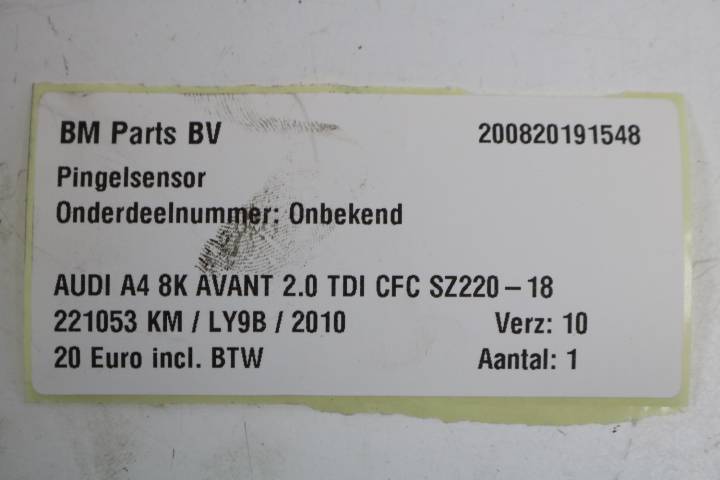 BM Parts BV 200820191548
Pingelsensor
Onderdeelnummer: Onbekend
AUDI A4 8K AVANT 2.0 TDI CFC SZ220-18
221053 KM / LY9B / 2010 Verz: 10
20 Euro incl. BTW Aantal: 1